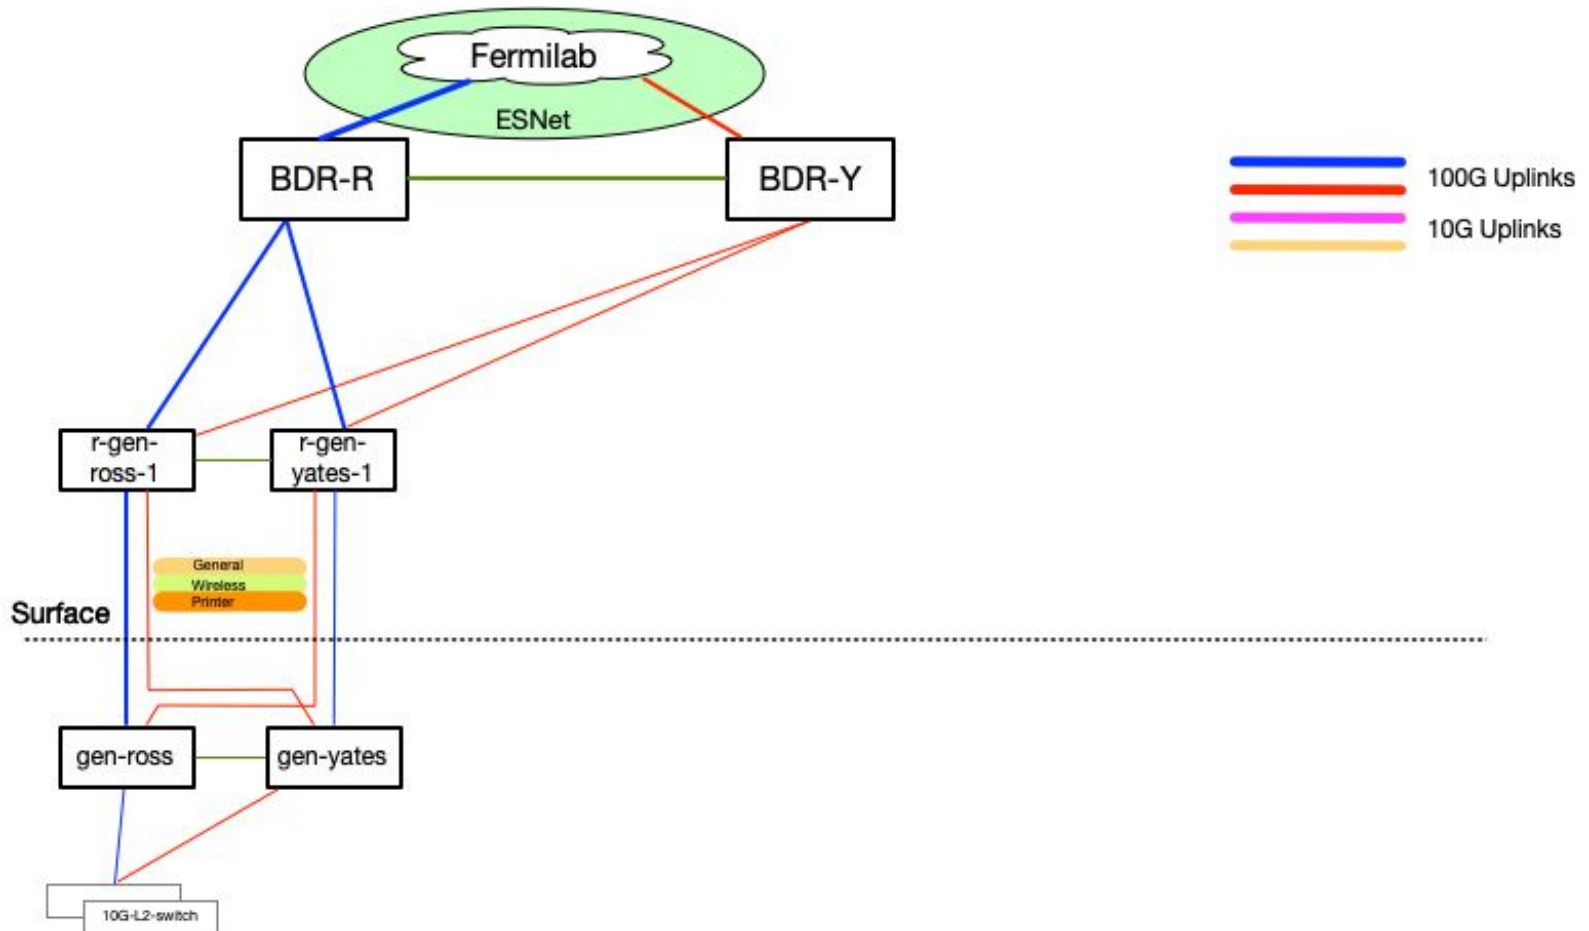 Fermilab
ESNet
BDR-R
BDR-Y
100G Uplinks
10G Uplinks
r-gen-
ross-1
r-gen-
yates-1
General
Wireless
Printer
Surface
gen-ross
gen-yates
10G-L2-switch